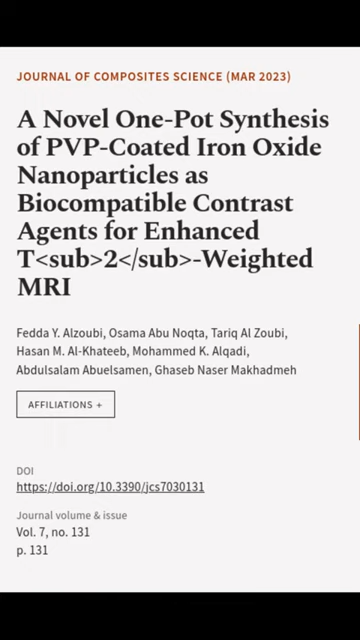 JOURNAL OF COMPOSITES SCIENCE (MAR 2023)
A Novel One-Pot Synthesis
of PVP-Coated Iron Oxide
Nanoparticles as
Biocompatible Contrast
Agents for Enhanced
T<sub>2</sub>-Weighted
MRI
Fedda Y. Alzoubi, Osama Abu Noqta, Tariq Al Zoubi,
Hasan M. Al-Khateeb, Mohammed K. Alqadi,
Abdulsalam Abuelsamen, Ghaseb Naser Makhadmeh
AFFILIATIONS +
DOI
https://doi.org/10.3390/jcs7030131
Journal volume & issue
Vol. 7, no. 131
p. 131